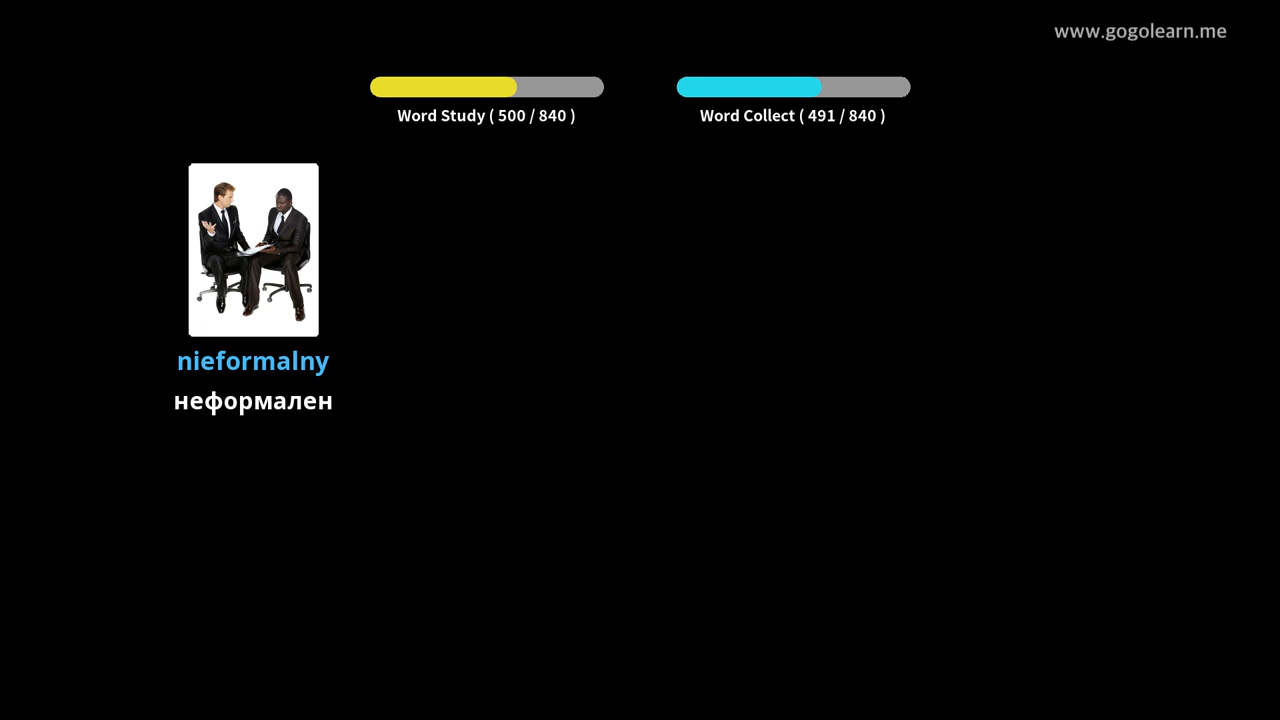 www.gogolearn.me
Word Study ( 500 / 840 )
Word Collect ( 491 / 840 )
nieformalny
неформален